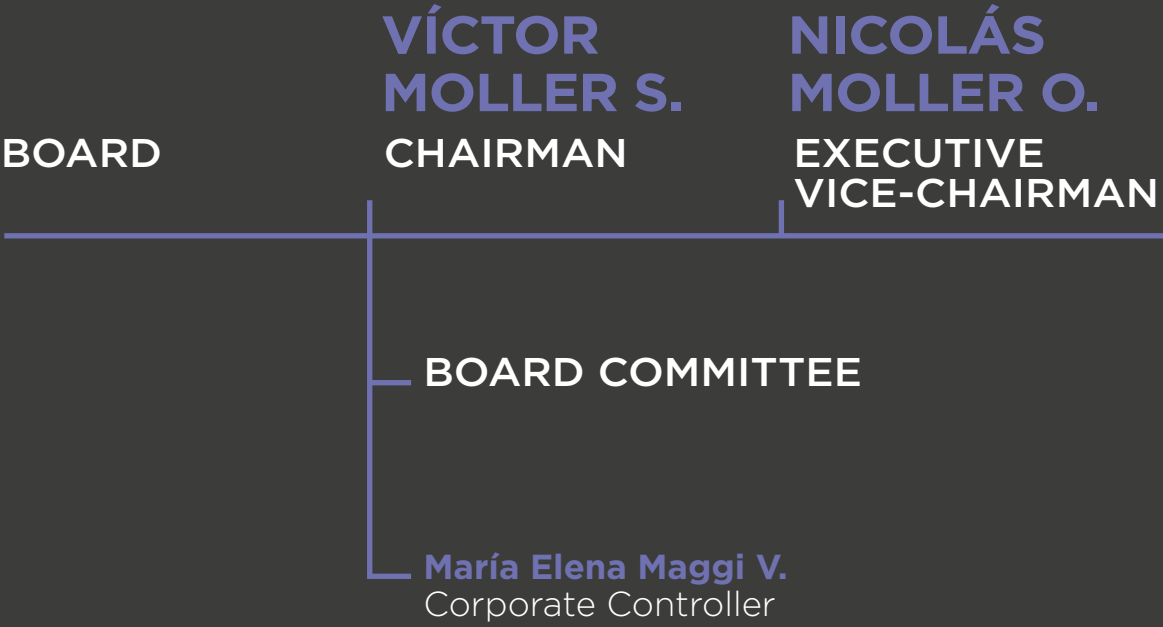 BOARD
VÍCTOR
MOLLER S.
CHAIRMAN
NICOLÁS
MOLLER O.
EXECUTIVE
VICE-CHAIRMAN
BOARD COMMITTEE
María Elena Maggi V.
Corporate Controller